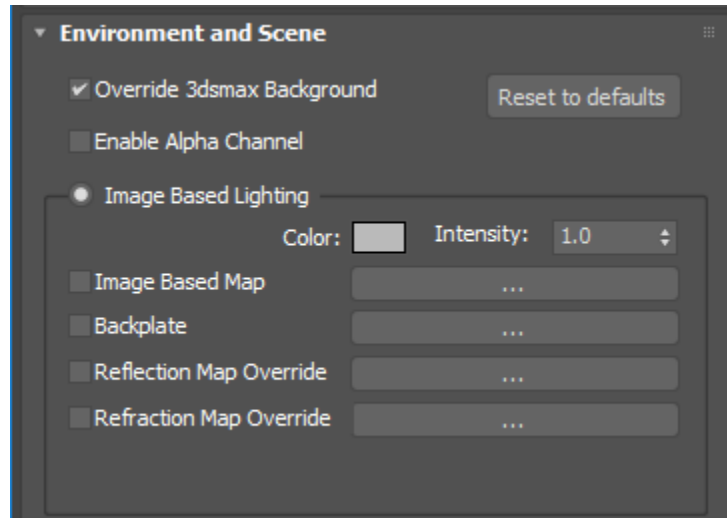 Environment and Scene
Override 3dsmax Background
Reset to defaults
Enable Alpha Channel
Image Based Lighting
Color: Intensity: 1.0
Image Based Map ...
Backplate ...
Reflection Map Override ...
Refraction Map Override ...